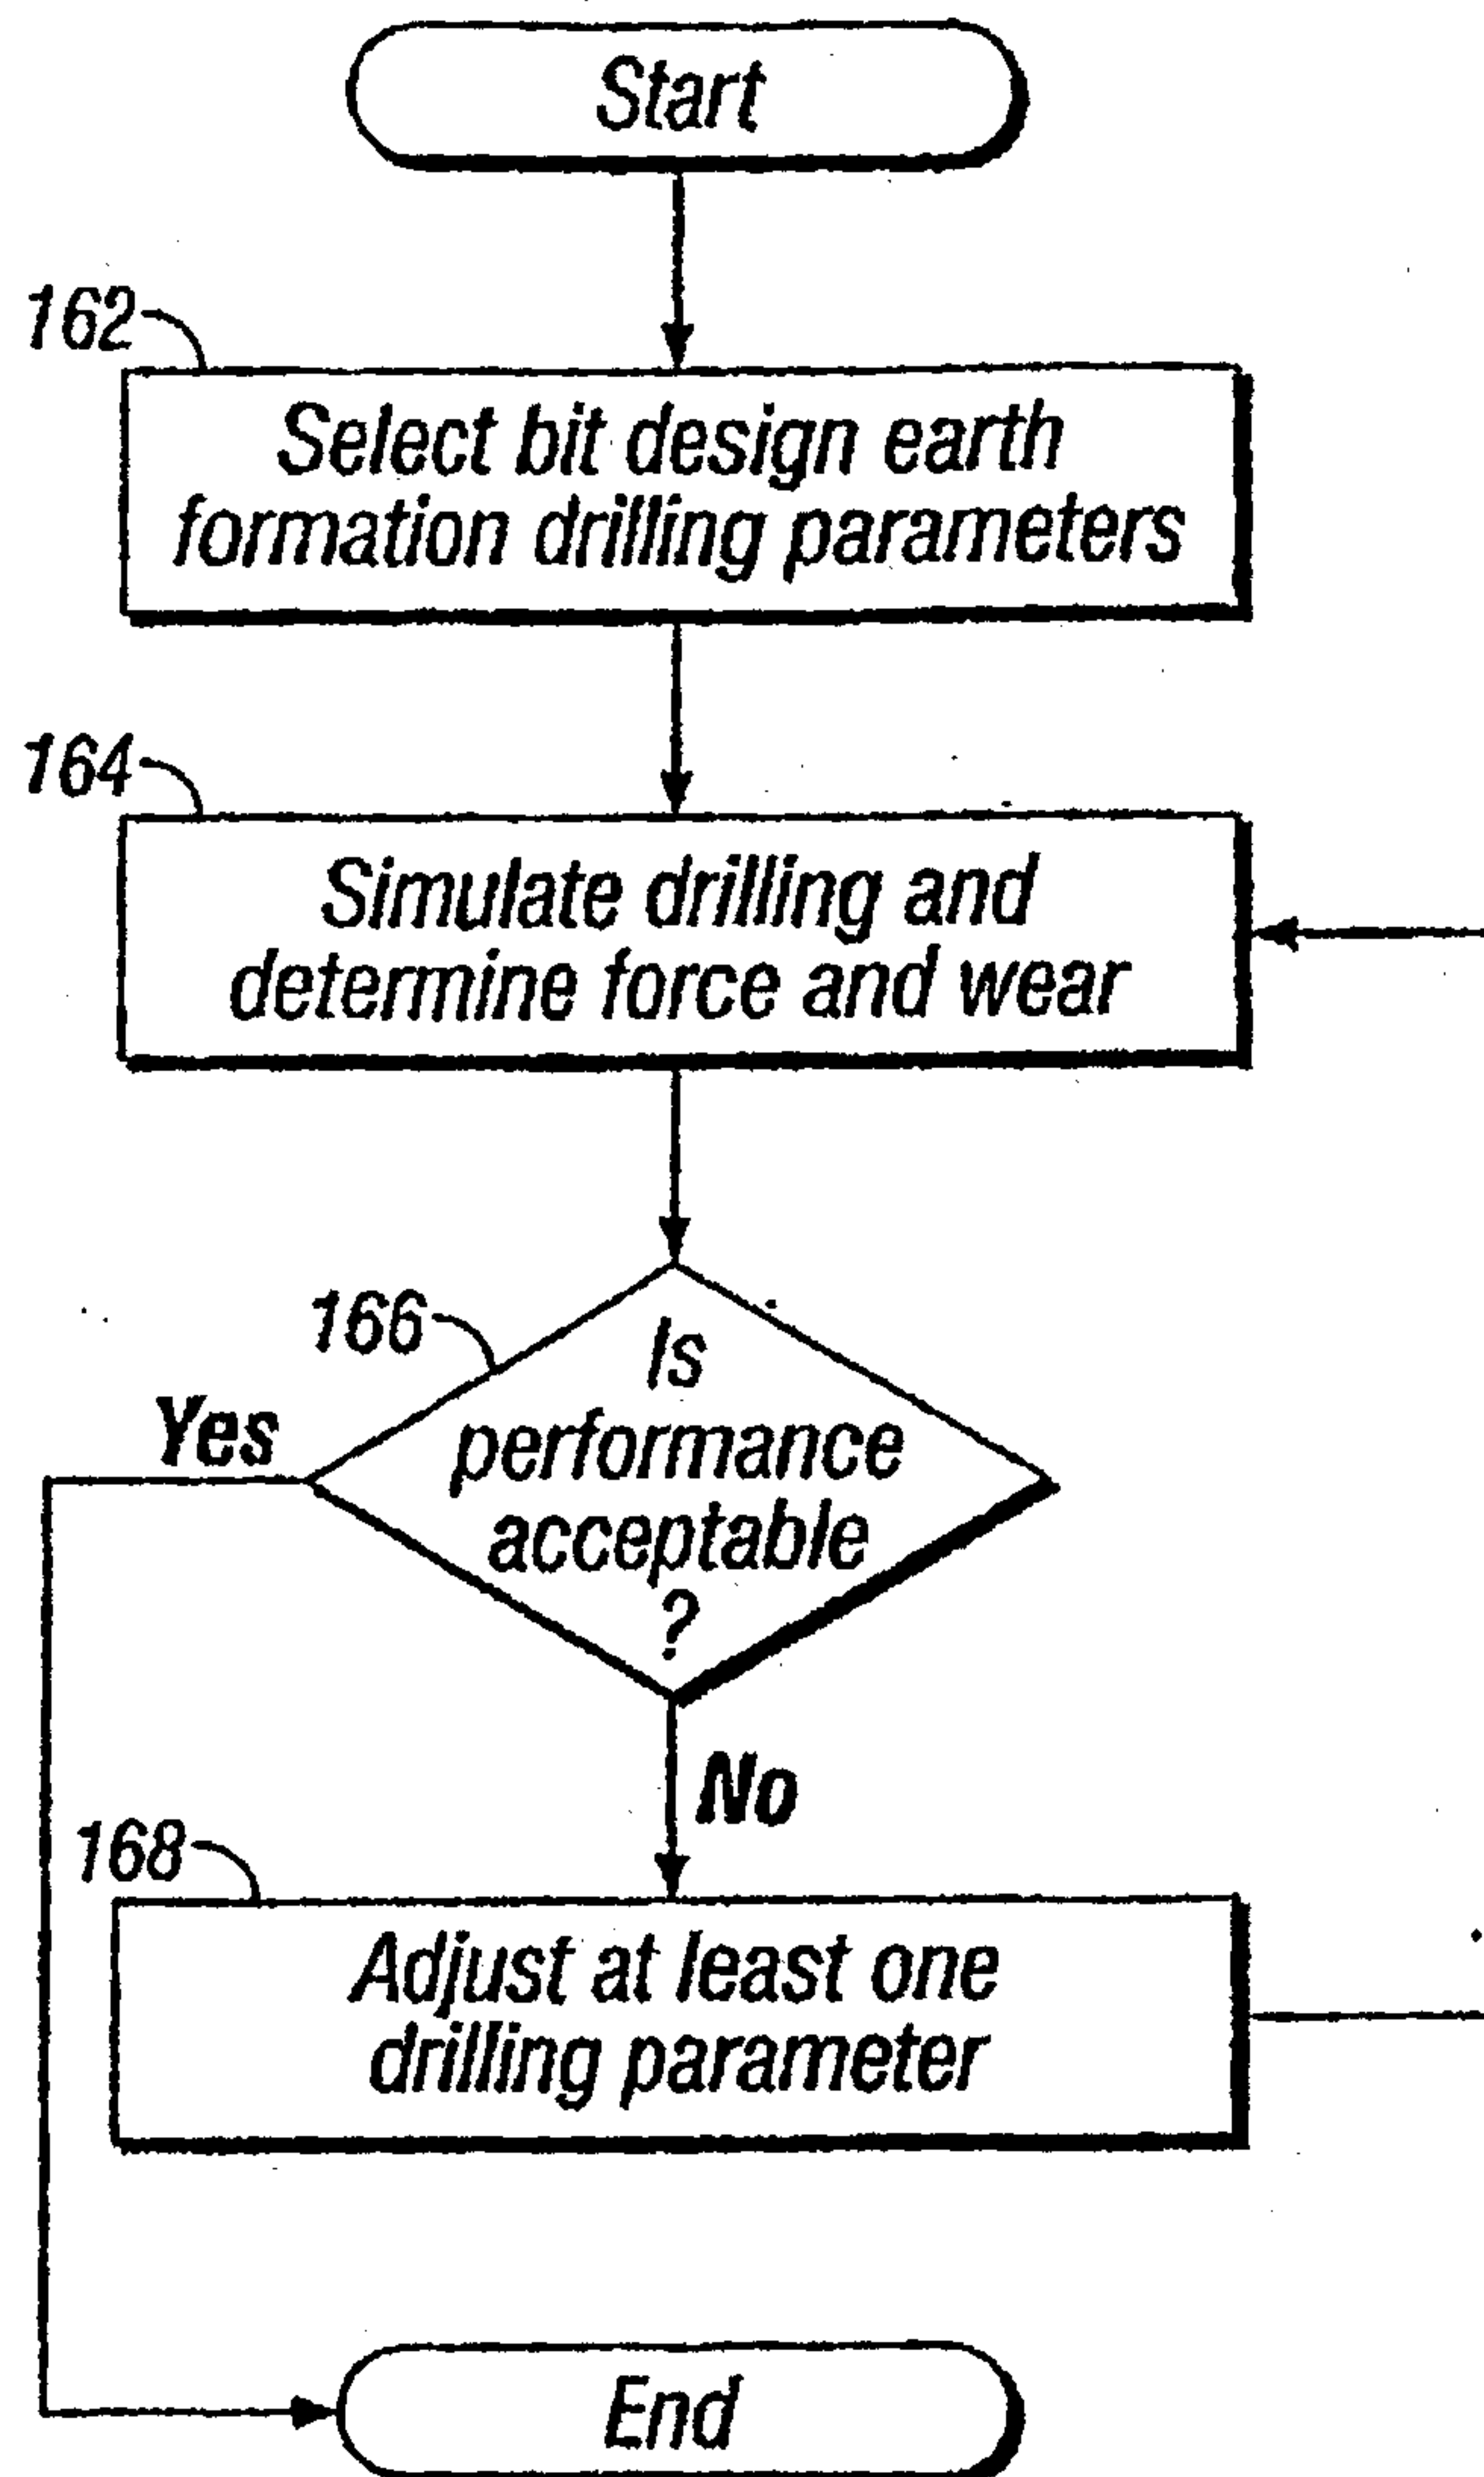 Start
162
Select bit design earth
formation drilling parameters
164
Simulate drilling and
determine force and wear
166
Is
performance
acceptable
?
Yes
No
168
Adjust at least one
drilling parameter
End